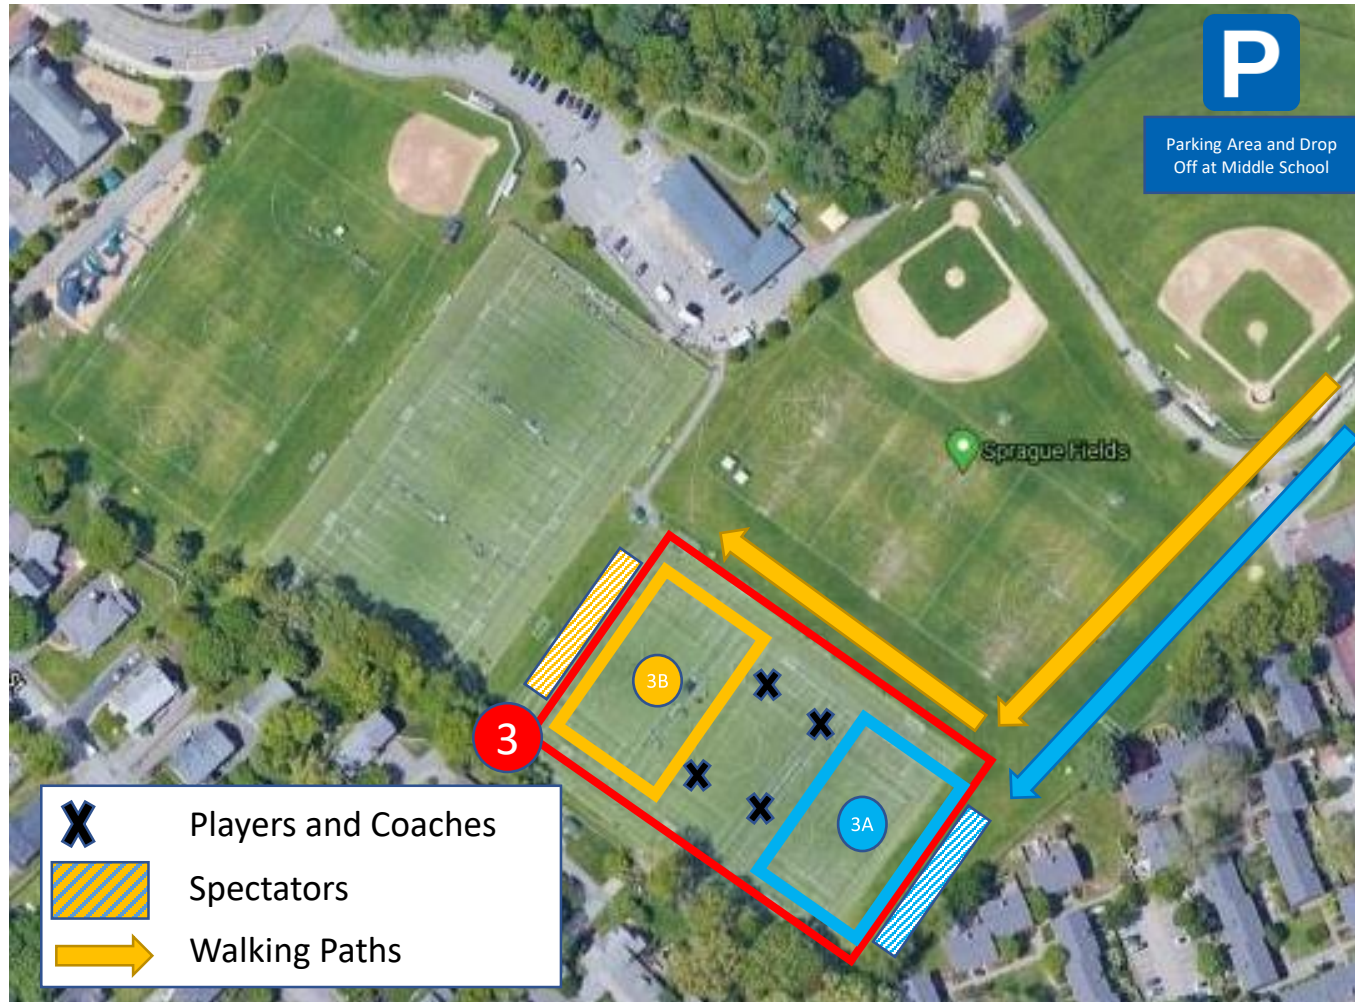 P
Parking Area and Drop
Off at Middle School
Sprague Fields
3B
3
3A
Players and Coaches
Spectators
Walking Paths